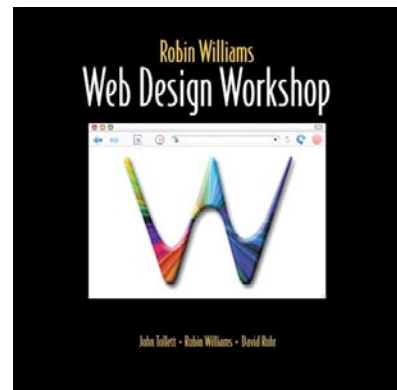 Robin Williams
Web Design Workshop
W
John Tollett • Robin Williams • David Rohr